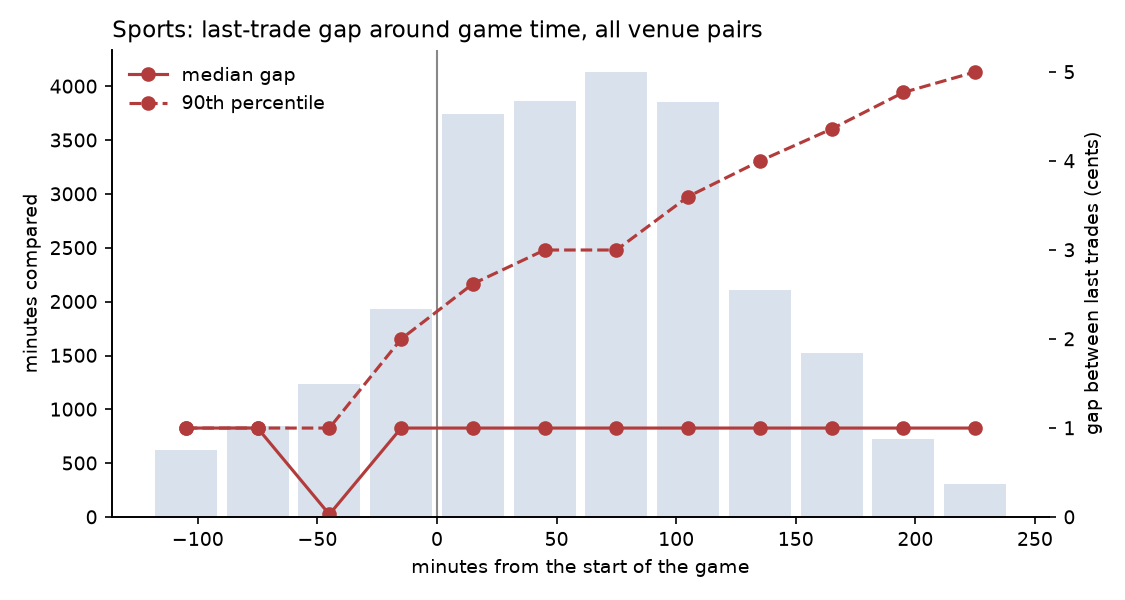 Sports: last-trade gap around game time, all venue pairs
median gap
90th percentile
minutes compared
4000
3500
3000
2500
2000
1500
1000
500
0
5
4
3
2
1
0
gap between last trades (cents)
−100 −50 0 50 100 150 200 250
minutes from the start of the game